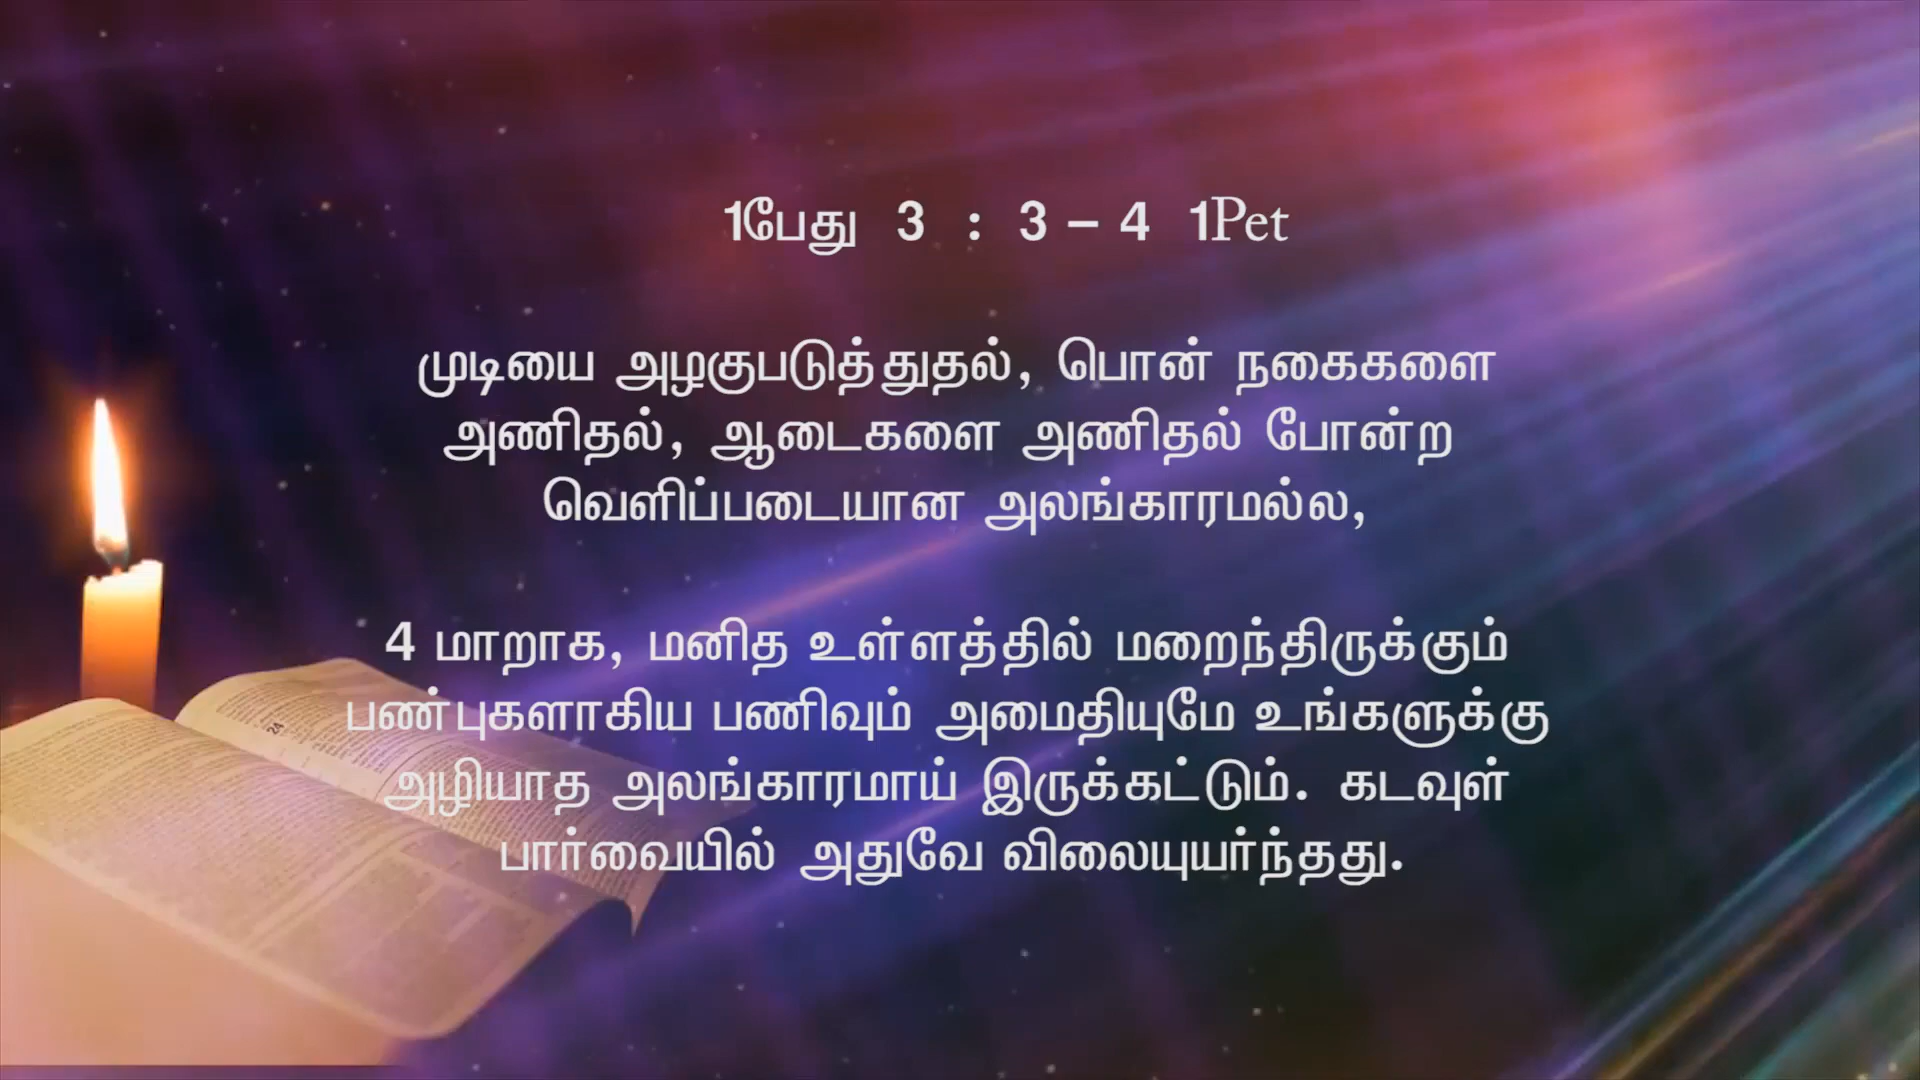 1பேது 3 : 3 – 4 1Pet
முடியை அழகுபடுத்துதல், பொன் நகைகளை
அணிதல், ஆடைகளை அணிதல் போன்ற
வெளிப்படையான அலங்காரமல்ல,
4 மாறாக, மனித உள்ளத்தில் மறைந்திருக்கும்
பண்புகளாகிய பணிவும் அமைதியுமே உங்களுக்கு
அழியாத அலங்காரமாய் இருக்கட்டும். கடவுள்
பார்வையில் அதுவே விலையுயர்ந்தது.